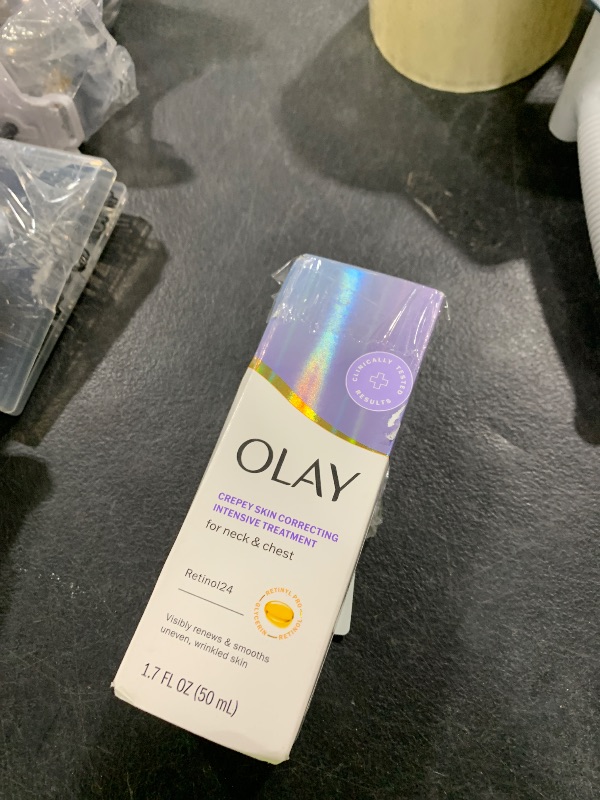 CLINICALLY TESTED
RESULTS
OLAY
CREPEY SKIN CORRECTING
INTENSIVE TREATMENT
for neck & chest
Retinol24
RETINYL PRO.
RETINOL
GLYCERIN
Visibly renews & smooths
uneven, wrinkled skin
1.7 FL OZ (50 mL)